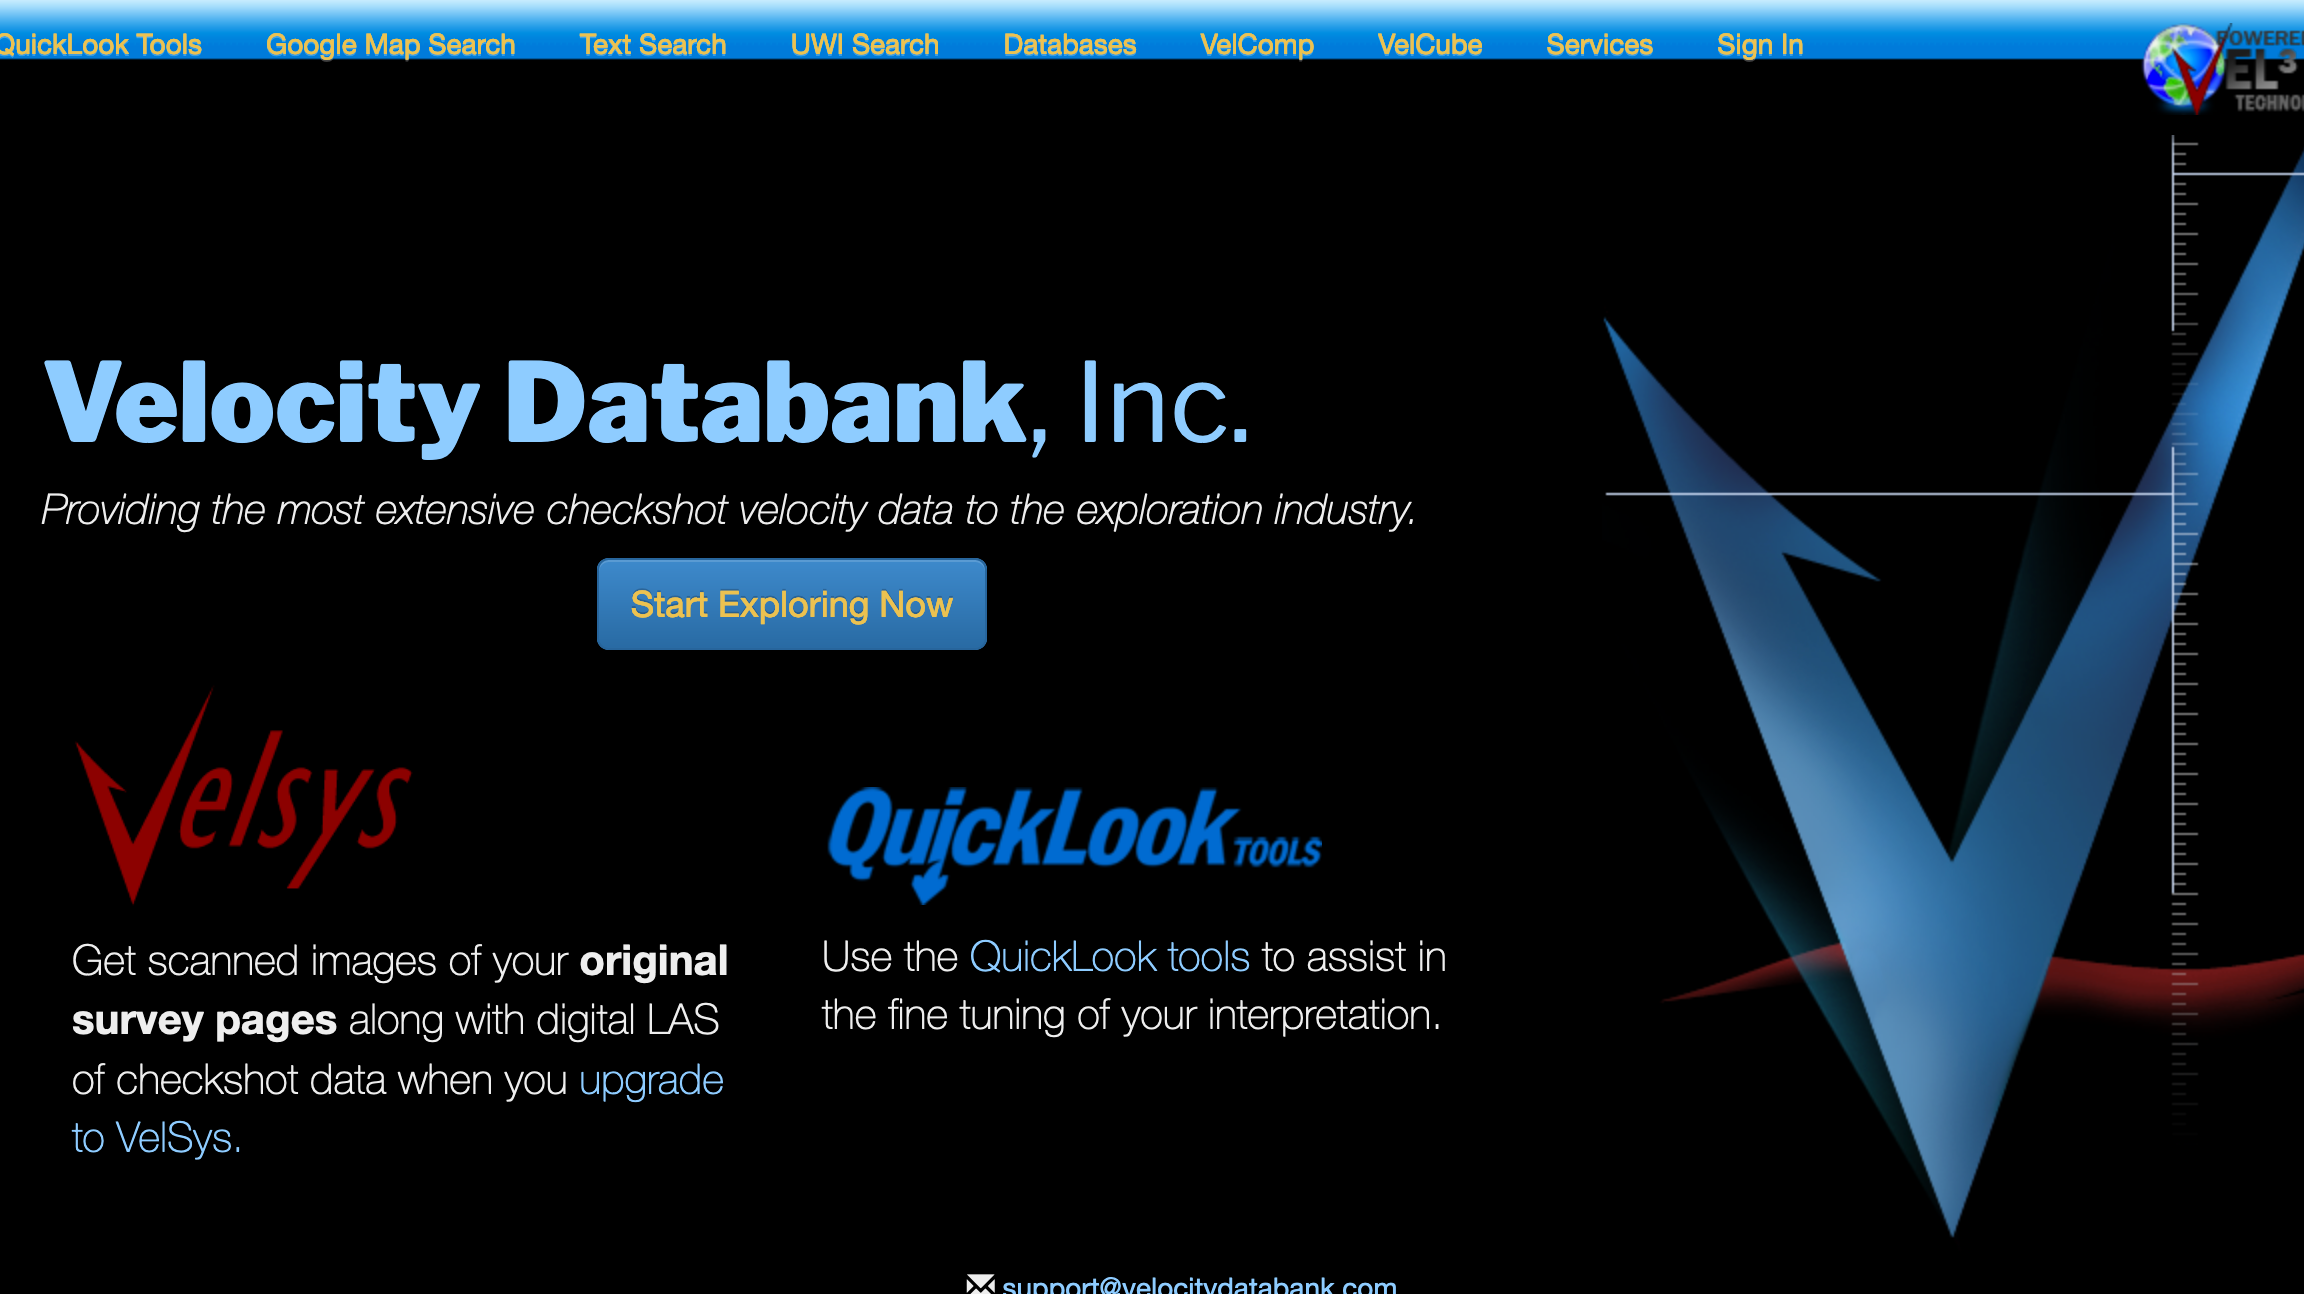 QuickLook Tools Google Map Search Text Search UWI Search Databases VelComp VelCube Services Sign In
POWERED
VEL3
TECHNO
Velocity Databank, Inc.
Providing the most extensive checkshot velocity data to the exploration industry.
Start Exploring Now
Velsys
Get scanned images of your original
survey pages along with digital LAS
of checkshot data when you upgrade
to VelSys.
QuickLook TOOLS
Use the QuickLook tools to assist in
the fine tuning of your interpretation.
support@velocitydatabank.com